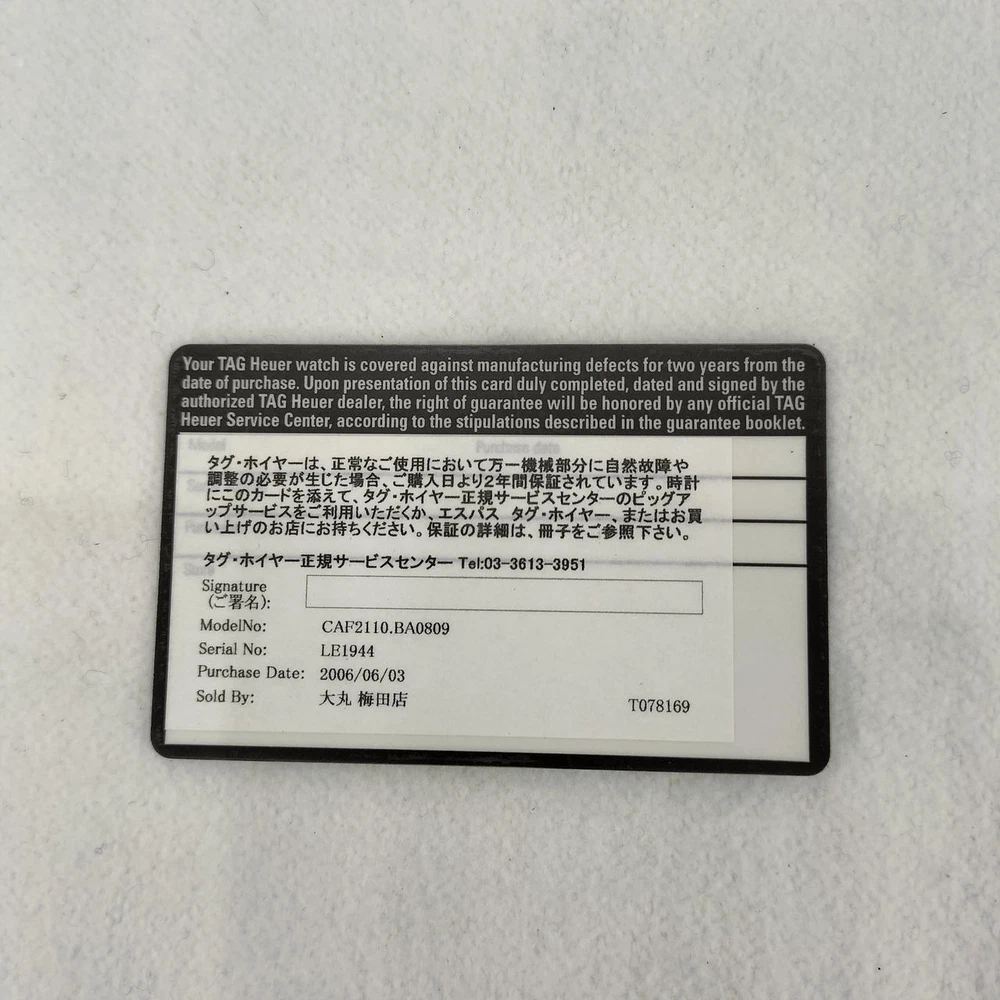 Your TAG Heuer watch is covered against manufacturing defects for two years from the
date of purchase. Upon presentation of this card duly completed, dated and signed by the
authorized TAG Heuer dealer, the right of guarantee will be honored by any official TAG
Heuer Service Center, according to the stipulations described in the guarantee booklet.
Model Purchase date
タグ・ホイヤーは、正常なご使用において万一機械部分に自然故障や
調整の必要が生じた場合、ご購入日より2年間保証されています。時計
にこのカードを添えて、タグ・ホイヤー正規サービスセンターのピッグア
ップサービスをご利用いただくか、エスパス タグ・ホイヤー、またはお買
い上げのお店にお持ちください。保証の詳細は、冊子をご参照下さい。
タグ・ホイヤー正規サービスセンター Tel:03-3613-3951
Signature
(ご署名):
ModelNo: CAF2110.BA0809
Serial No: LE1944
Purchase Date: 2006/06/03
Sold By: 大丸 梅田店 T078169